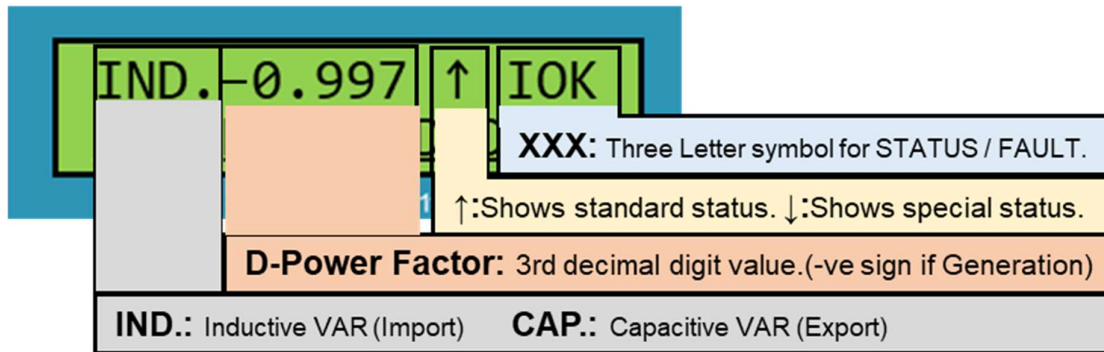 IND.-0.997 ↑ IOK
XXX: Three Letter symbol for STATUS / FAULT.
↑:Shows standard status. ↓:Shows special status.
D-Power Factor: 3rd decimal digit value.(-ve sign if Generation)
IND.: Inductive VAR (Import) CAP.: Capacitive VAR (Export)